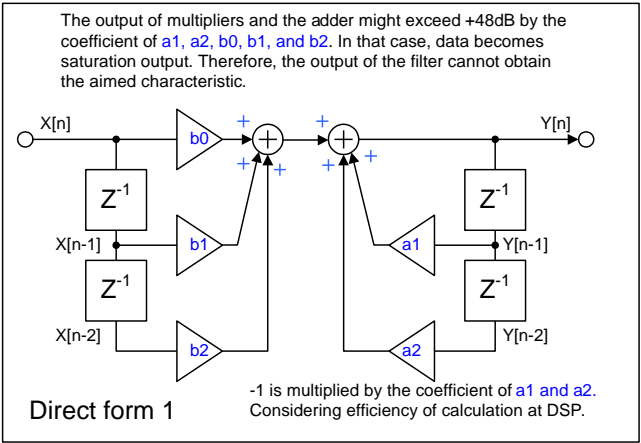 The output of multipliers and the adder might exceed +48dB by the
coefficient of a1, a2, b0, b1, and b2. In that case, data becomes
saturation output. Therefore, the output of the filter cannot obtain
the aimed characteristic.
X[n]
b0
+
+
+
+
+
+
+
+
Y[n]
Z-1
Z-1
X[n-1]
b1
a1
Y[n-1]
Z-1
Z-1
X[n-2]
b2
a2
Y[n-2]
Direct form 1
-1 is multiplied by the coefficient of a1 and a2.
Considering efficiency of calculation at DSP.